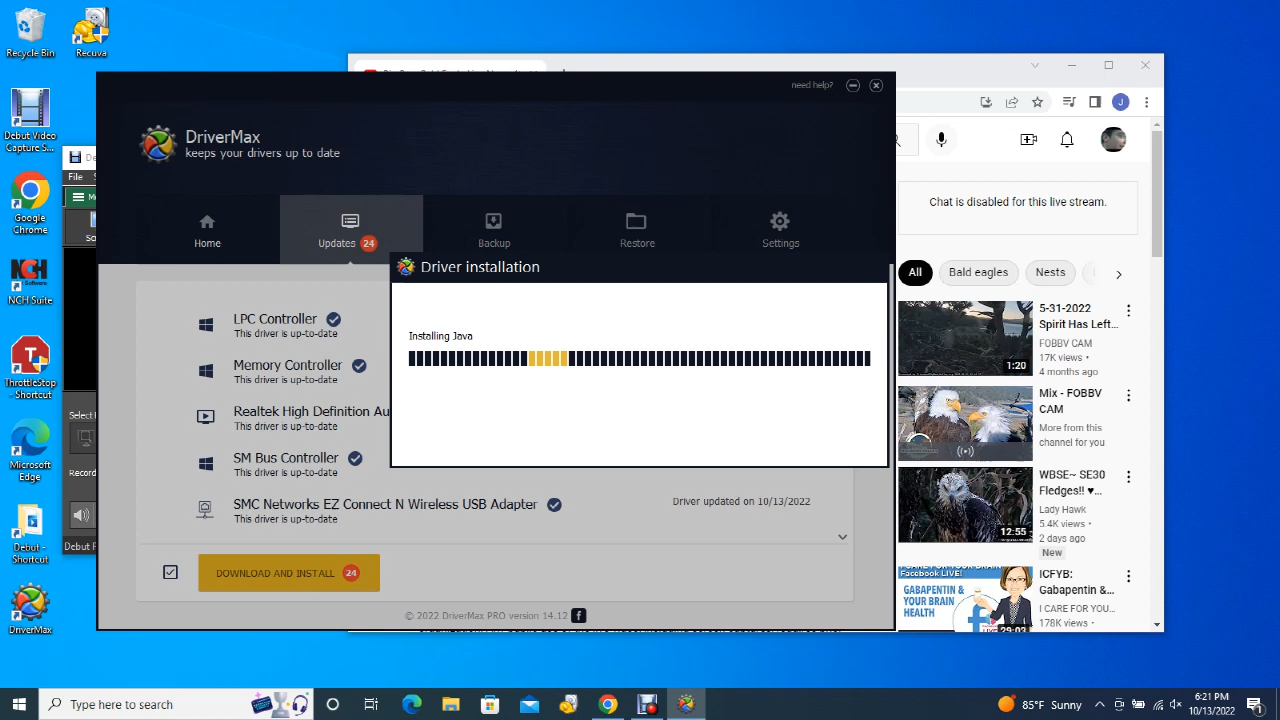 Recycle Bin
Recuva
Debut Video
Capture S...
Google
Chrome
NCH Suite
ThrottleStop
- Shortcut
Microsoft
Edge
Debut -
Shortcut
DriverMax
File
Select
Record
Debut
need help?
DriverMax
keeps your drivers up to date
Home
Updates 24
Backup
Restore
Settings
Driver installation
Installing Java
LPC Controller
This driver is up-to-date
Memory Controller
This driver is up-to-date
Realtek High Definition Au
This driver is up-to-date
SM Bus Controller
This driver is up-to-date
SMC Networks EZ Connect N Wireless USB Adapter
This driver is up-to-date
Driver updated on 10/13/2022
DOWNLOAD AND INSTALL 24
© 2022 DriverMax PRO version 14.12
J
Chat is disabled for this live stream.
All
Bald eagles
Nests
5-31-2022
Spirit Has Left...
FOBBV CAM
17K views •
4 months ago
1:20
Mix - FOBBV
CAM
More from this
channel for you
WBSE~ SE30
Fledges!! ♥...
Lady Hawk
5.4K views •
2 days ago
New
12:55
Facebook LIVE!
GABAPENTIN &
YOUR BRAIN
HEALTH
29:03
ICFYB:
Gabapentin &...
I CARE FOR YOU...
178K views •
Type here to search
85°F Sunny
6:21 PM
10/13/2022
1